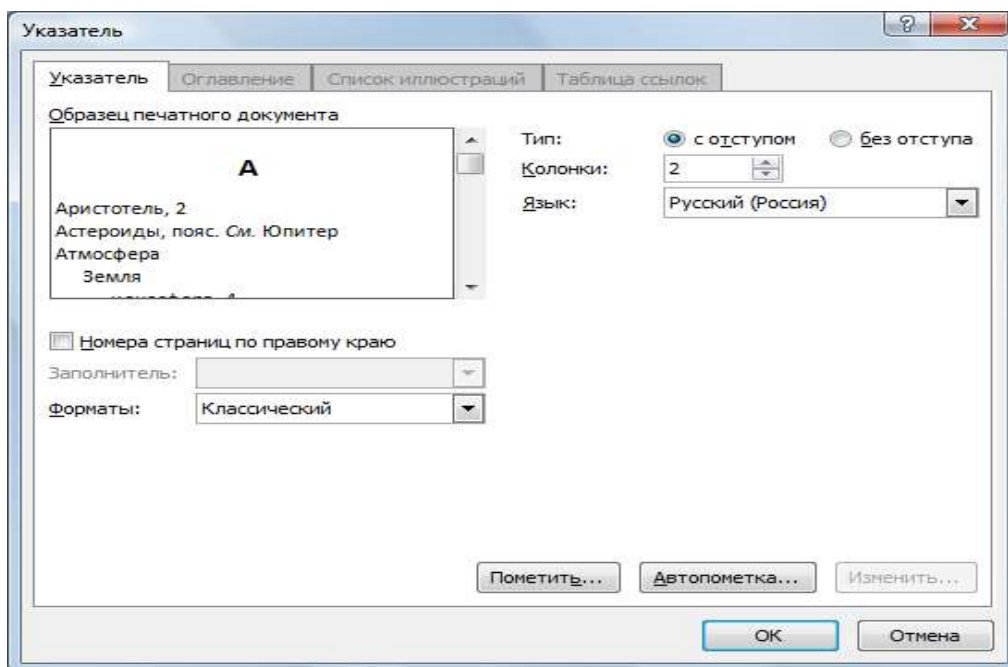 Указатель
Указатель Оглавление Список иллюстраций Таблица ссылок
Образец печатного документа
А
Аристотель, 2
Астероиды, пояс. См. Юпитер
Атмосфера
Земля
Тип: с отступом без отступа
Колонки: 2
Язык: Русский (Россия)
Номера страниц по правому краю
Заполнитель:
Форматы: Классический
Пометить... Автопометка... Изменить...
ОК Отмена